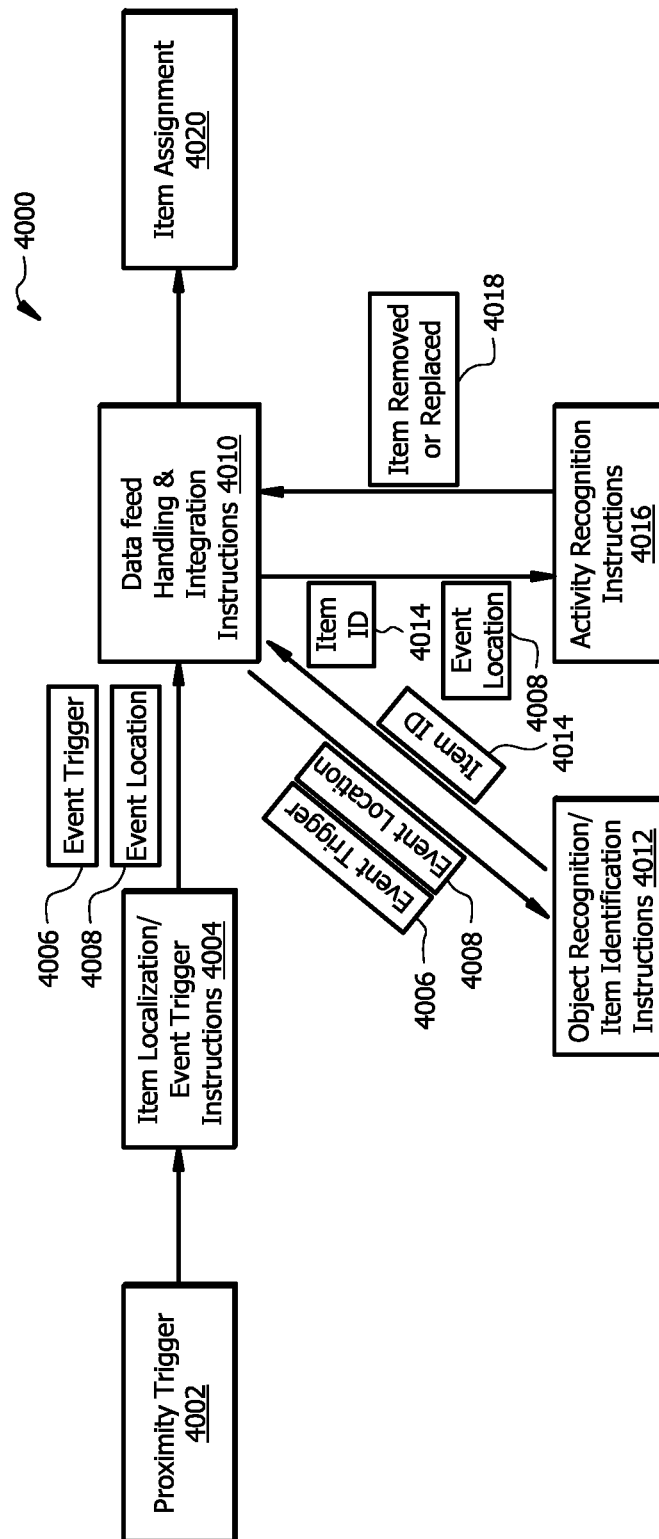 4000
Proximity Trigger
4002
Item Localization/
Event Trigger
Instructions 4004
4006
Event Trigger
4008
Event Location
Data feed
Handling &
Integration
Instructions 4010
Item Assignment
4020
Event Trigger
Event Location
4006
4008
Item ID
4014
Item
ID
4014
Event
Location
4008
Item Removed
or Replaced
4018
Object Recognition/
Item Identification
Instructions 4012
Activity Recognition
Instructions
4016